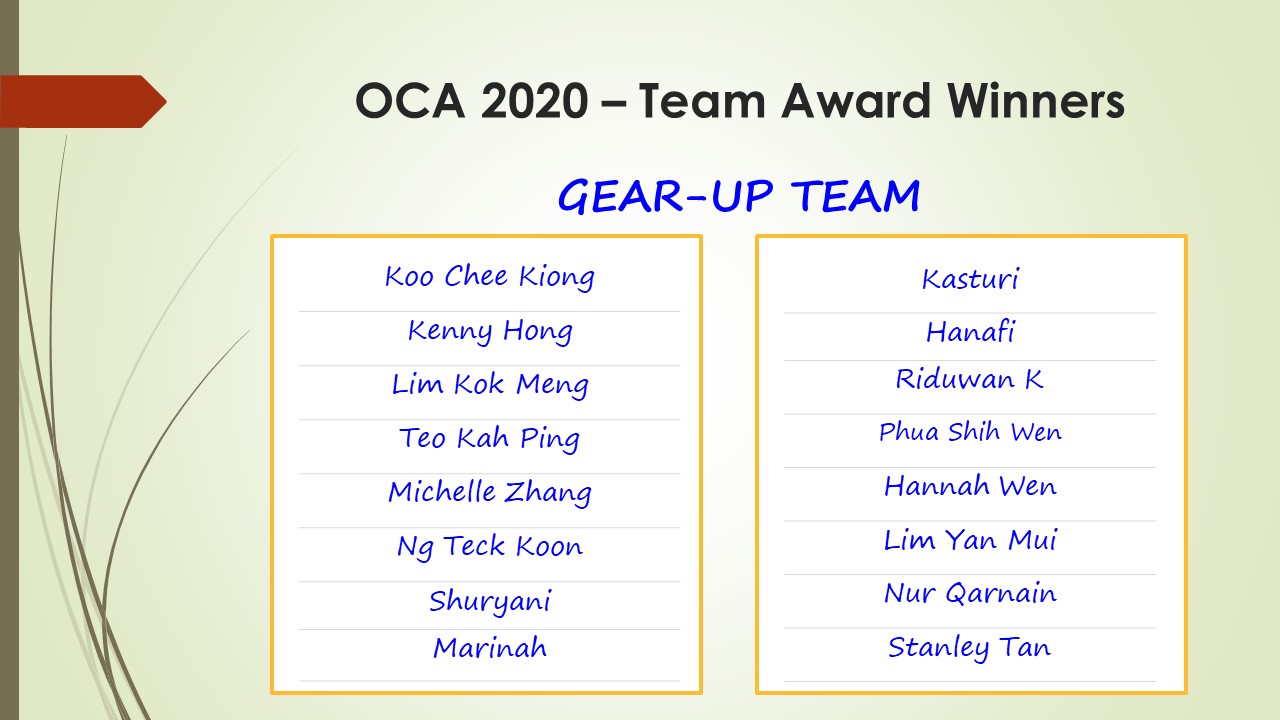 OCA 2020 – Team Award Winners
GEAR-UP TEAM
Koo Chee Kiong
Kenny Hong
Lim Kok Meng
Teo Kah Ping
Michelle Zhang
Ng Teck Koon
Shuryani
Marinah
Kasturi
Hanafi
Riduwan K
Phua Shih Wen
Hannah Wen
Lim Yan Mui
Nur Qarnain
Stanley Tan